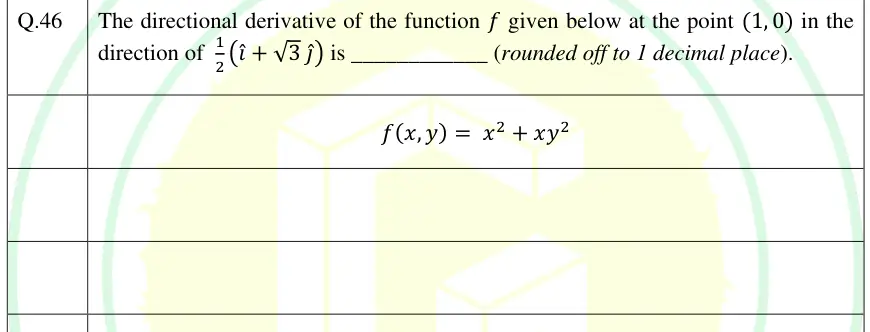 Q.46 The directional derivative of the function 𝑓 given below at the point (1, 0) in the
direction of 1/2 (î + √3 ĵ) is _____________ (rounded off to 1 decimal place).
𝑓(𝑥, 𝑦) = 𝑥² + 𝑥𝑦²